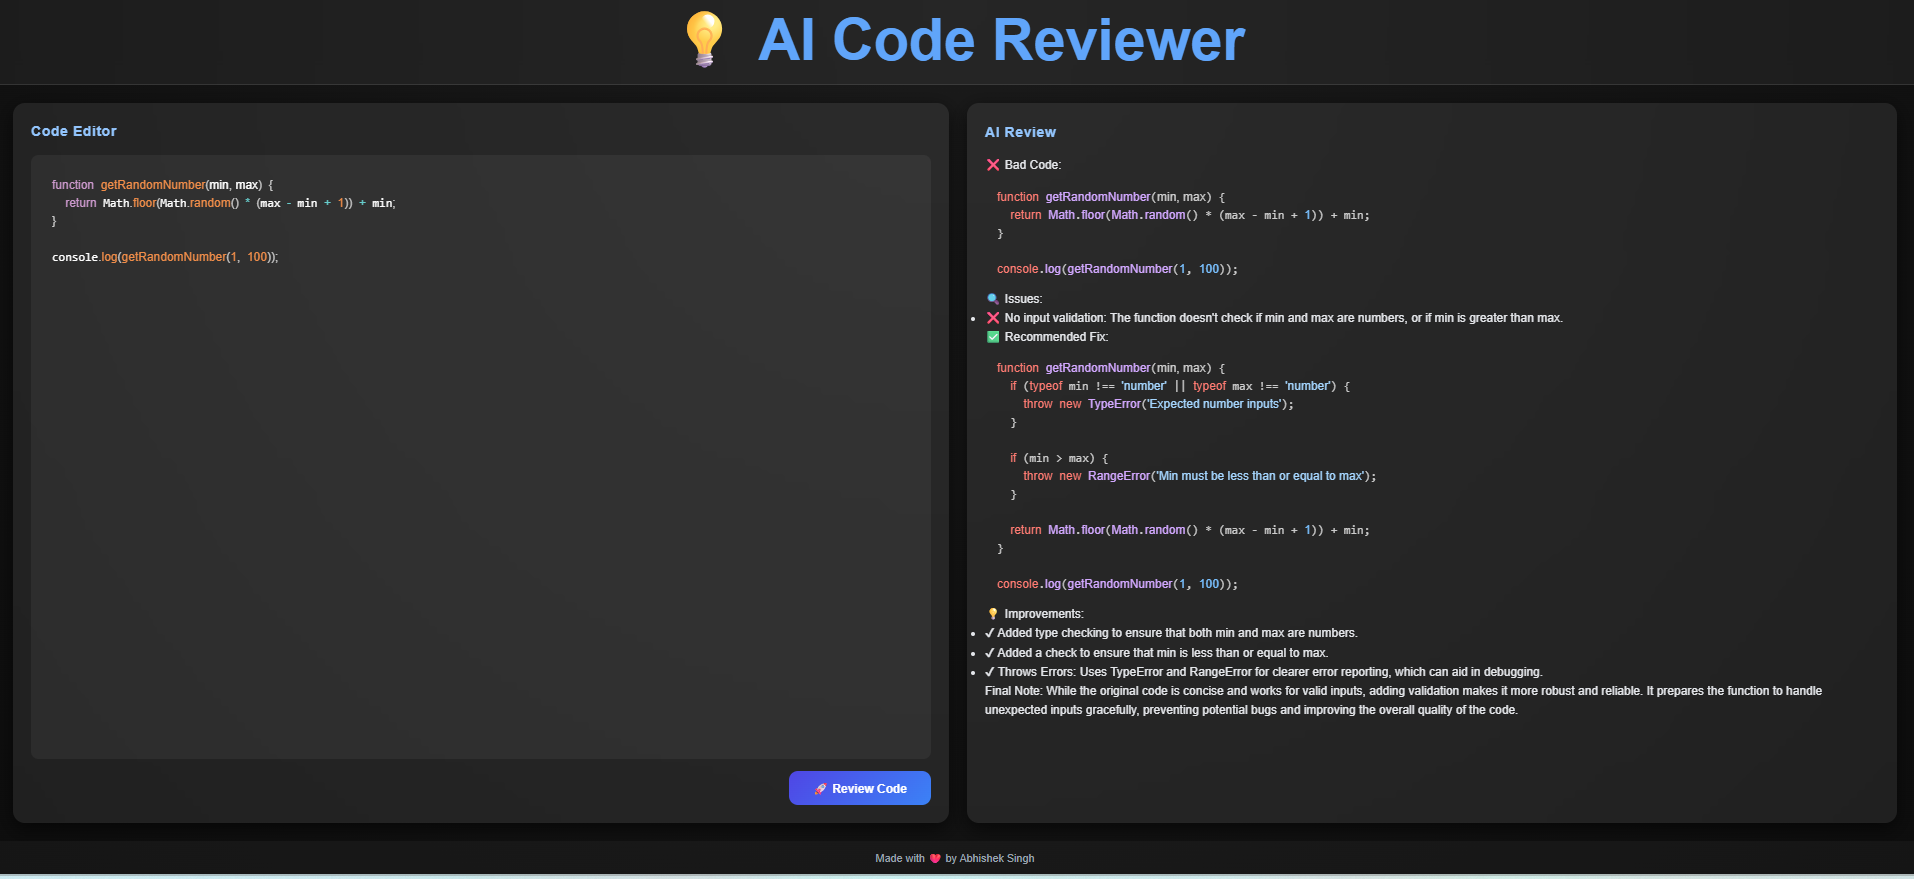 💡 AI Code Reviewer
Code Editor
function getRandomNumber(min, max) {
  return Math.floor(Math.random() * (max - min + 1)) + min;
}
console.log(getRandomNumber(1, 100));
🚀 Review Code
AI Review
❌ Bad Code:
function getRandomNumber(min, max) {
  return Math.floor(Math.random() * (max - min + 1)) + min;
}
console.log(getRandomNumber(1, 100));
🔍 Issues:
• ❌ No input validation: The function doesn't check if min and max are numbers, or if min is greater than max.
✅ Recommended Fix:
function getRandomNumber(min, max) {
  if (typeof min !== 'number' || typeof max !== 'number') {
    throw new TypeError('Expected number inputs');
  }
  if (min > max) {
    throw new RangeError('Min must be less than or equal to max');
  }
  return Math.floor(Math.random() * (max - min + 1)) + min;
}
console.log(getRandomNumber(1, 100));
💡 Improvements:
• ✔ Added type checking to ensure that both min and max are numbers.
• ✔ Added a check to ensure that min is less than or equal to max.
• ✔ Throws Errors: Uses TypeError and RangeError for clearer error reporting, which can aid in debugging.
Final Note: While the original code is concise and works for valid inputs, adding validation makes it more robust and reliable. It prepares the function to handle
unexpected inputs gracefully, preventing potential bugs and improving the overall quality of the code.
Made with ❤️ by Abhishek Singh